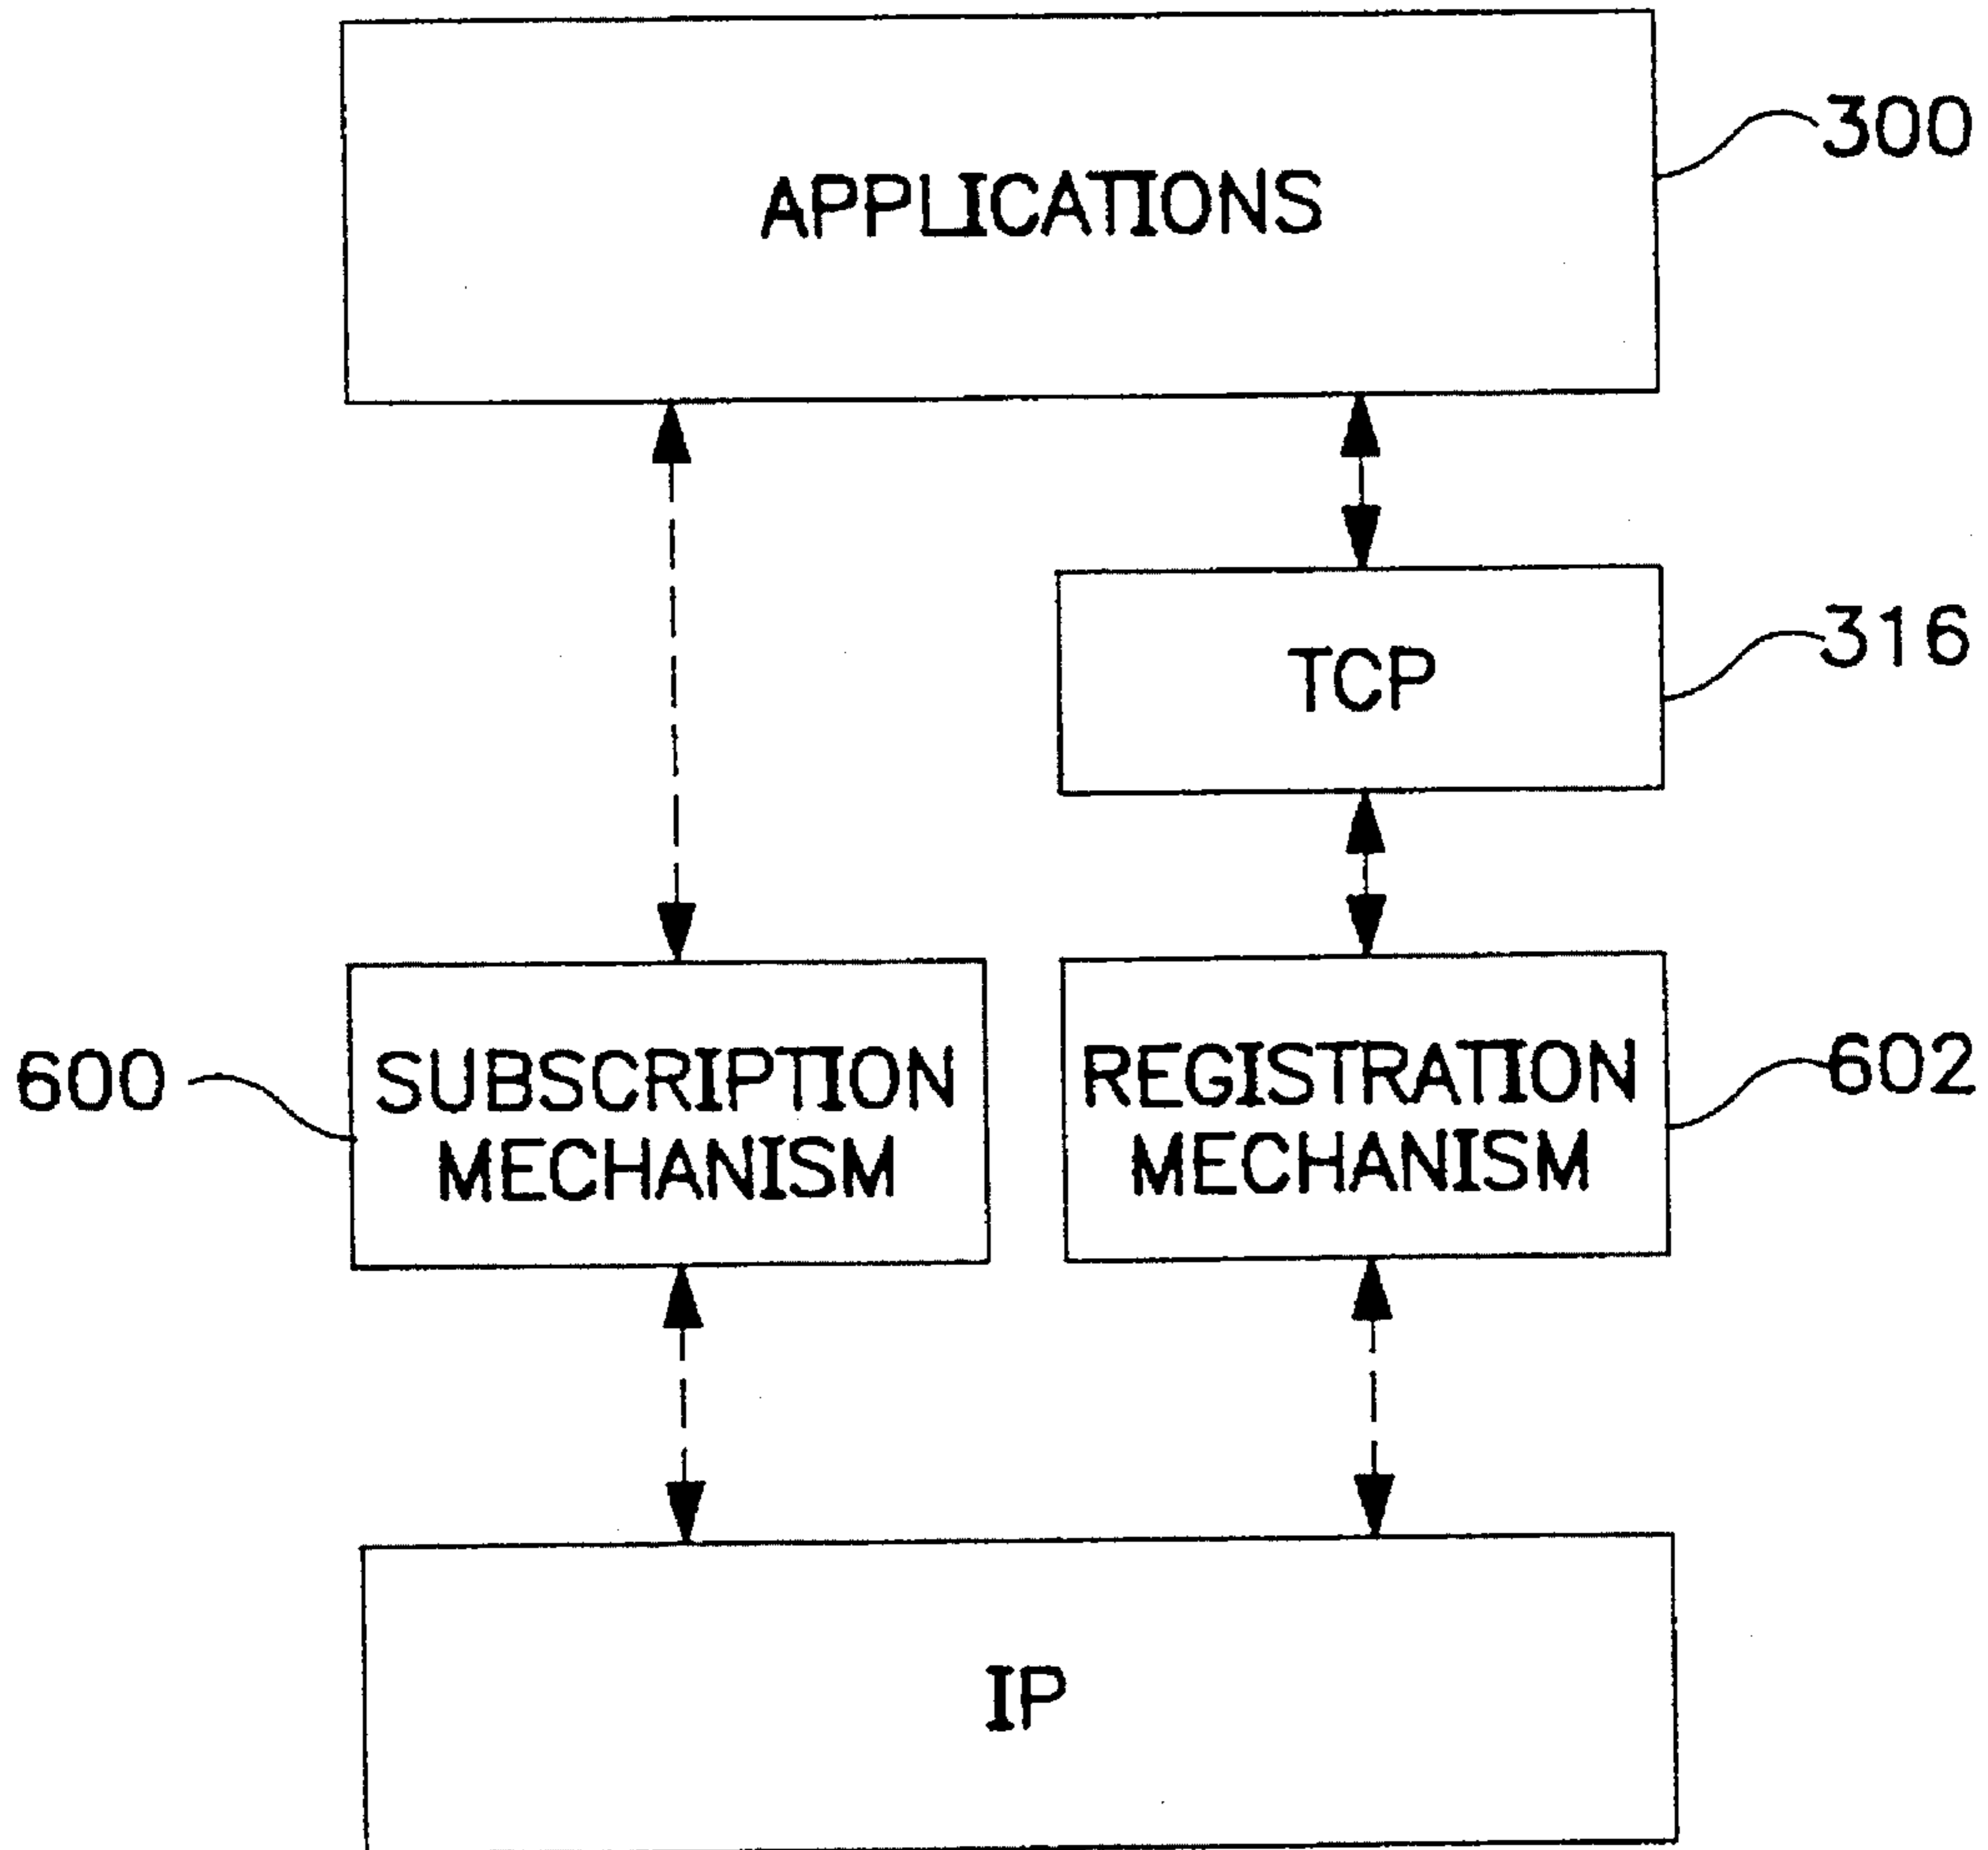 APPLICATIONS
300
TCP
316
600
SUBSCRIPTION
MECHANISM
REGISTRATION
MECHANISM
602
IP